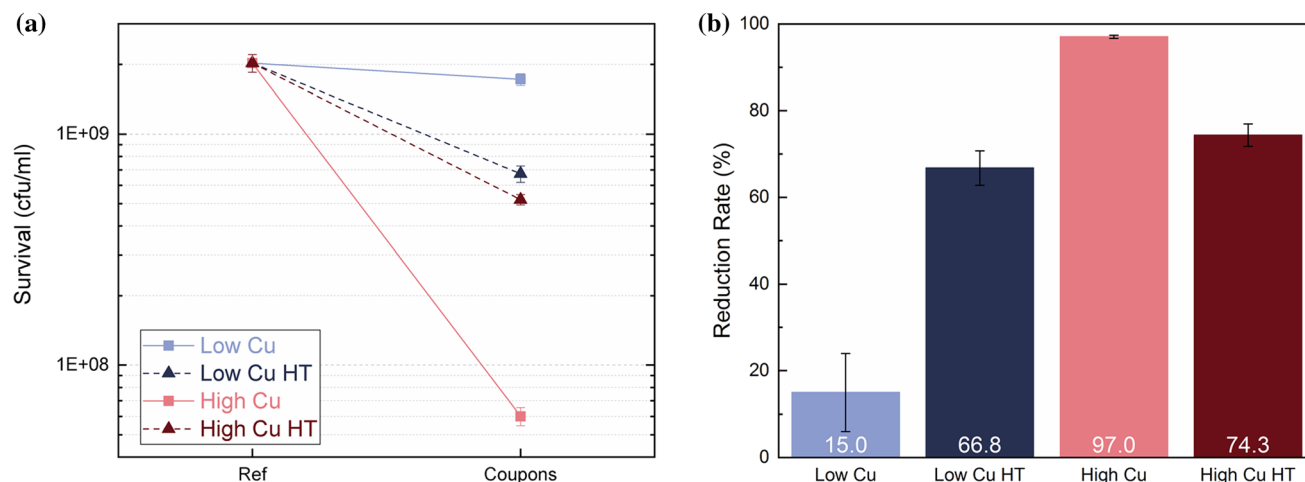 (a)
Survival (cfu/ml)
1E+09
1E+08
Low Cu
Low Cu HT
High Cu
High Cu HT
Ref
Coupons
(b)
Reduction Rate (%)
100
80
60
40
20
0
15.0
66.8
97.0
74.3
Low Cu
Low Cu HT
High Cu
High Cu HT